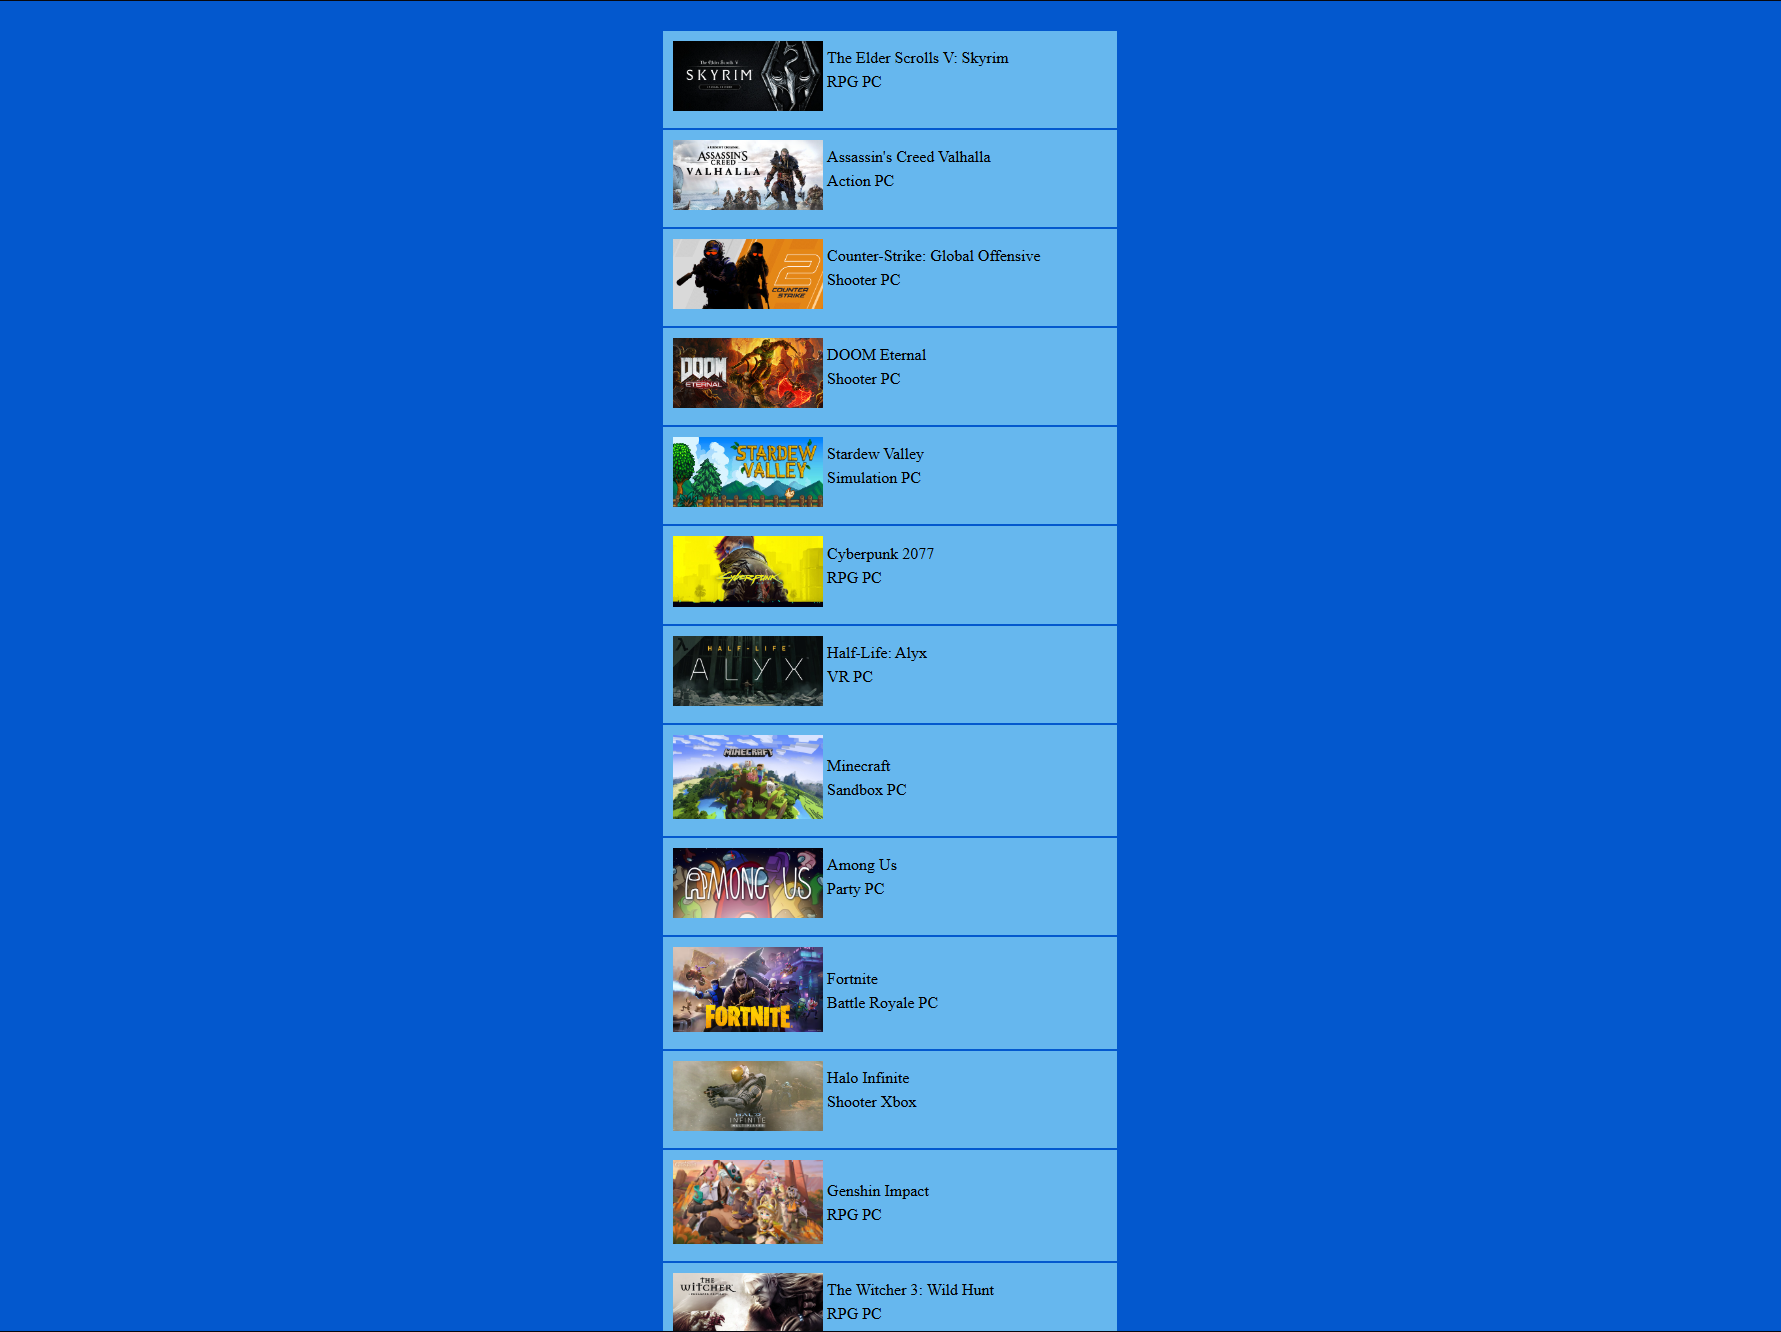 The Elder Scrolls V
SKYRIM
The Elder Scrolls V: Skyrim
RPG PC
ASSASSIN'S
CREED
VALHALLA
Assassin's Creed Valhalla
Action PC
2
COUNTER
STRIKE
Counter-Strike: Global Offensive
Shooter PC
DOOM
ETERNAL
DOOM Eternal
Shooter PC
STARDEW
VALLEY
Stardew Valley
Simulation PC
CYBERPUNK
Cyberpunk 2077
RPG PC
HALF-LIFE
ALYX
Half-Life: Alyx
VR PC
MINECRAFT
Minecraft
Sandbox PC
AMONG US
Among Us
Party PC
FORTNITE
Fortnite
Battle Royale PC
HALO
INFINITE
MULTIPLAYER
Halo Infinite
Shooter Xbox
Genshin Impact
RPG PC
THE
WITCHER
The Witcher 3: Wild Hunt
RPG PC